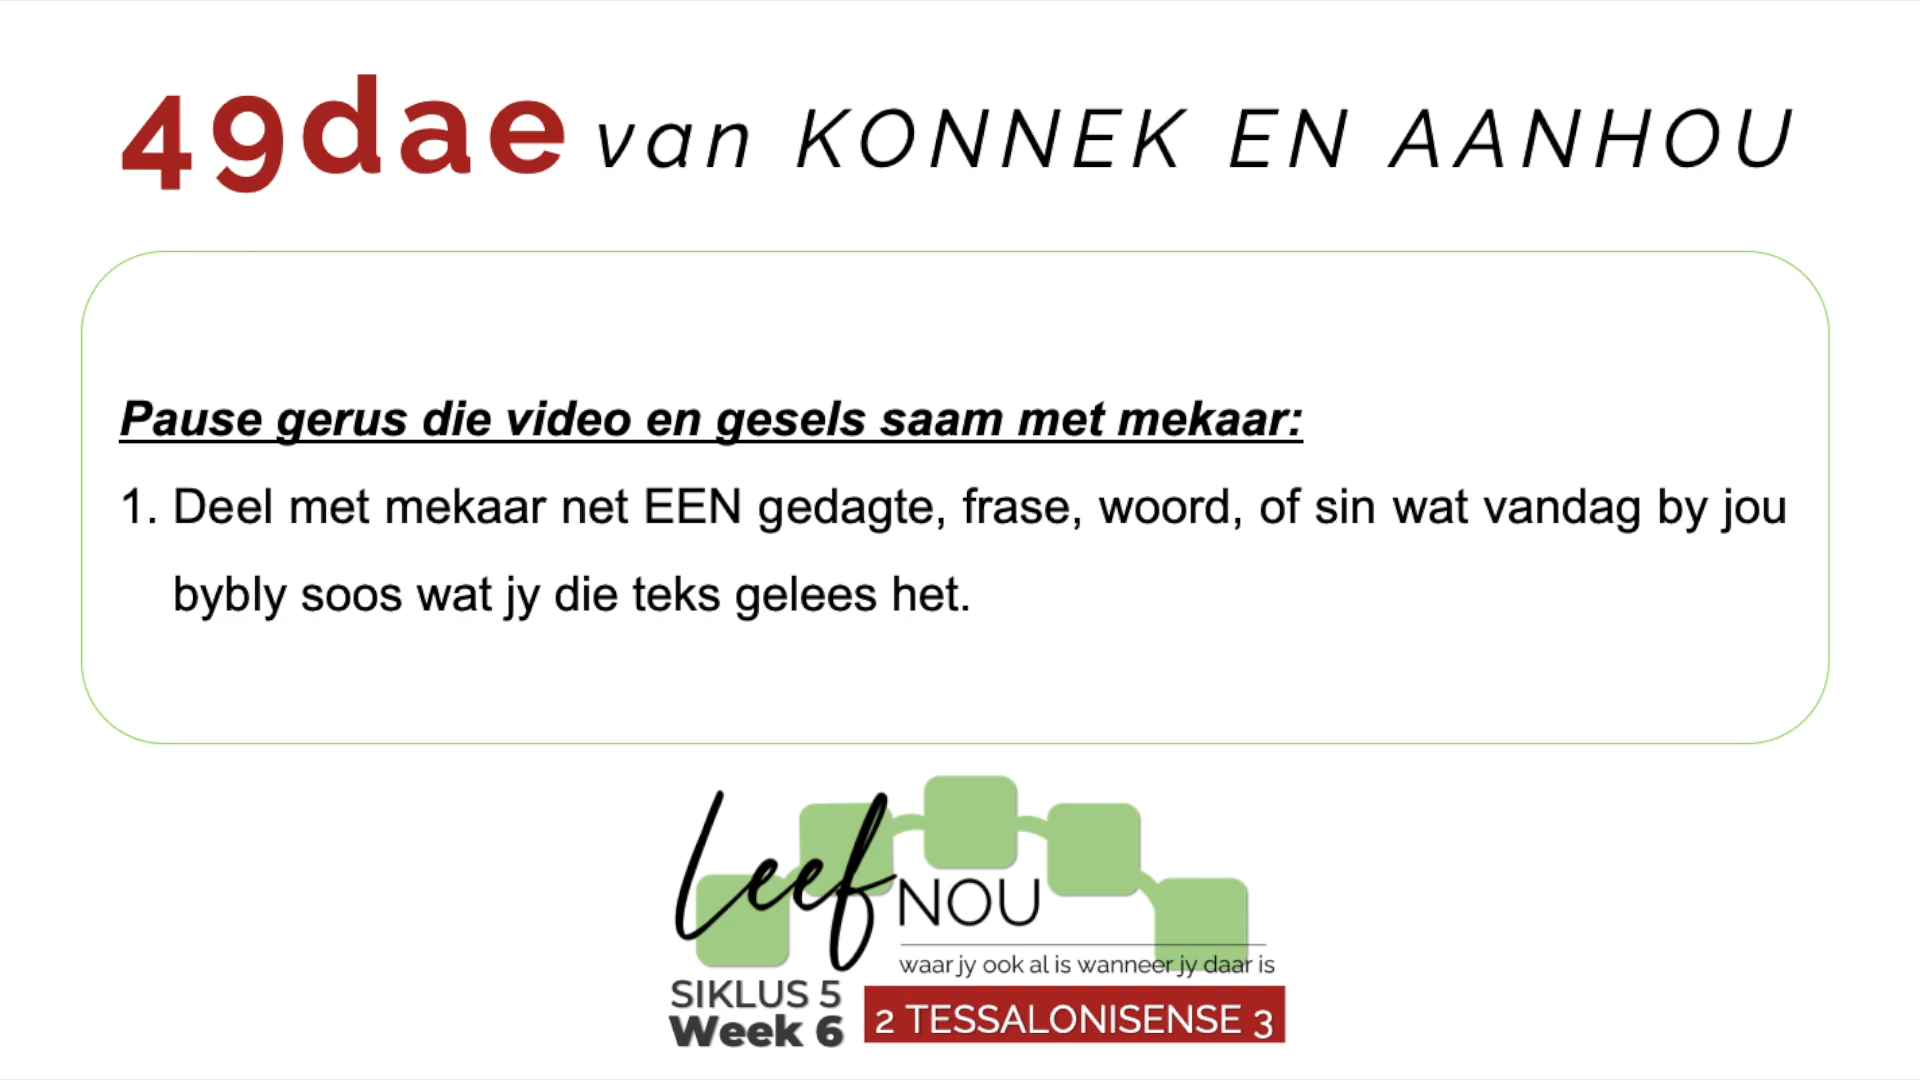 49dae van KONNEK EN AANHOU
Pause gerus die video en gesels saam met mekaar:
1. Deel met mekaar net EEN gedagte, frase, woord, of sin wat vandag by jou
bybly soos wat jy die teks gelees het.
Leef NOU
waar jy ook al is wanneer jy daar is
SIKLUS 5
Week 6
2 TESSALONISENSE 3